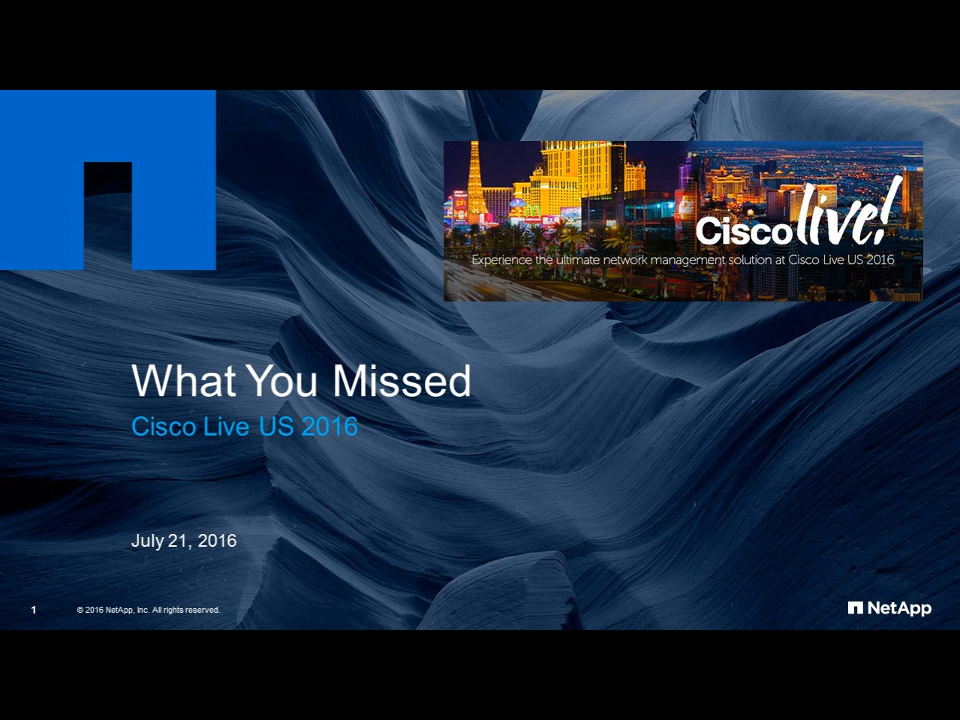 Cisco live!
Experience the ultimate network management solution at Cisco Live US 2016
What You Missed
Cisco Live US 2016
July 21, 2016
1 © 2016 NetApp, Inc. All rights reserved.
NetApp